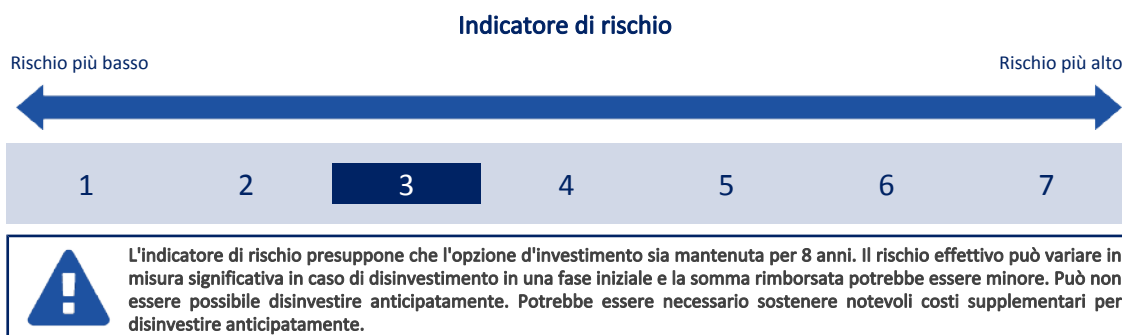 Indicatore di rischio
Rischio più basso
Rischio più alto
1 2 3 4 5 6 7
L'indicatore di rischio presuppone che l'opzione d'investimento sia mantenuta per 8 anni. Il rischio effettivo può variare in
misura significativa in caso di disinvestimento in una fase iniziale e la somma rimborsata potrebbe essere minore. Può non
essere possibile disinvestire anticipatamente. Potrebbe essere necessario sostenere notevoli costi supplementari per
disinvestire anticipatamente.